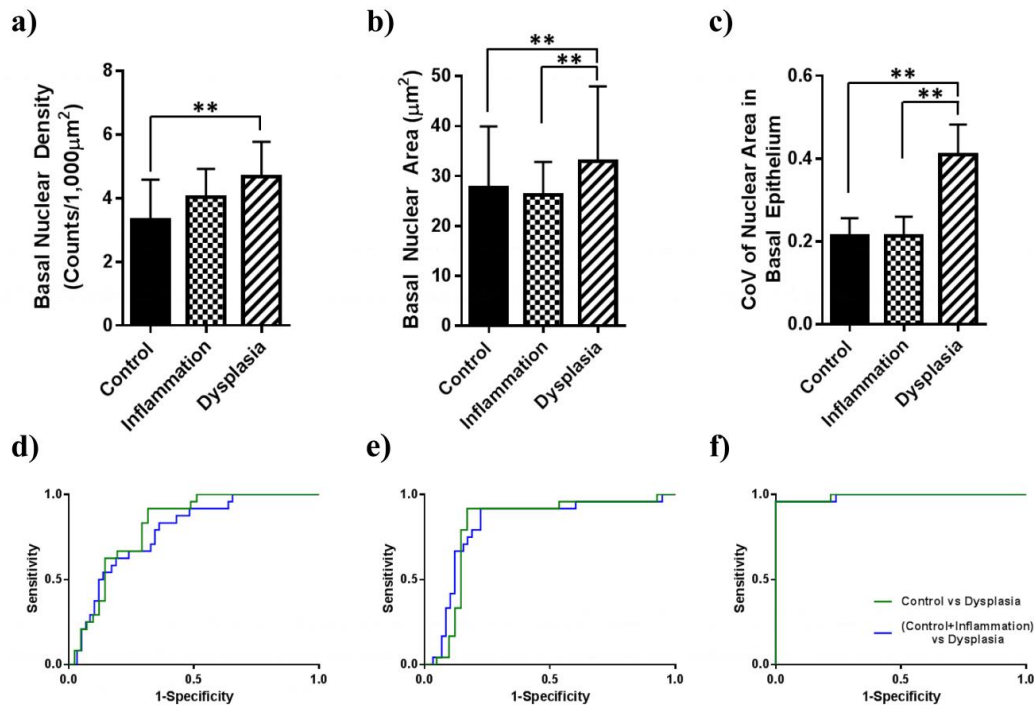 a)
**
Basal Nuclear Density
(Counts/1,000μm²)
8
6
4
2
0
Control
Inflammation
Dysplasia
b)
**
**
Basal Nuclear Area (μm²)
50
40
30
20
10
0
Control
Inflammation
Dysplasia
c)
**
**
CoV of Nuclear Area in
Basal Epithelium
0.6
0.4
0.2
0.0
Control
Inflammation
Dysplasia
d)
Sensitivity
1.0
0.5
0.0
0.0 0.5 1.0
1-Specificity
e)
Sensitivity
1.0
0.5
0.0
0.0 0.5 1.0
1-Specificity
f)
Sensitivity
1.0
0.5
0.0
0.0 0.5 1.0
1-Specificity
Control vs Dysplasia
(Control+Inflammation)
vs Dysplasia